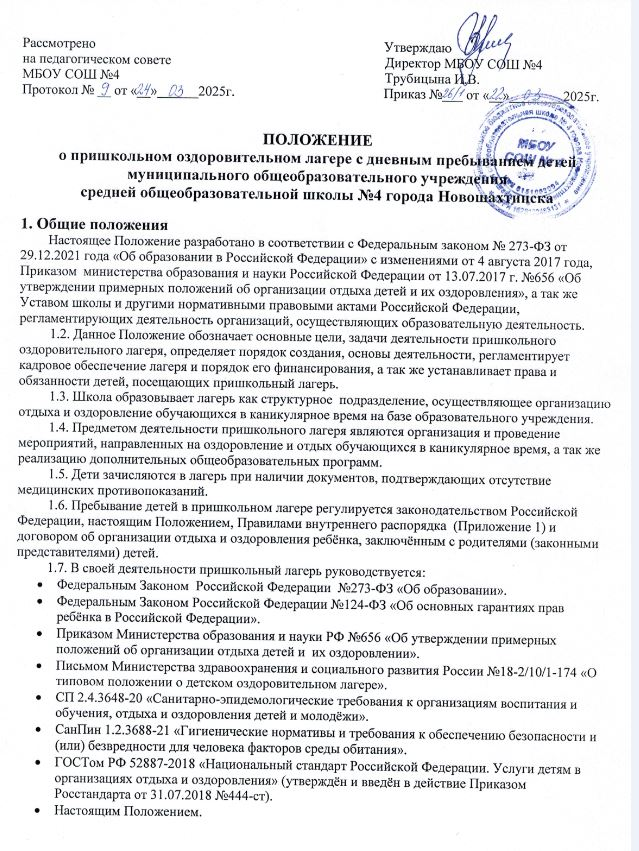 Рассмотрено
на педагогическом совете
МБОУ СОШ №4
Протокол № 9 от «24» 03 2025г.
Утверждаю
Директор МБОУ СОШ №4
Трубицына И.В.
Приказ №26/1 от «22» 03 2025г.
МБОУ
СОШ № 4
ПОЛОЖЕНИЕ
о пришкольном оздоровительном лагере с дневным пребыванием детей
муниципального общеобразовательного учреждения
средней общеобразовательной школы №4 города Новошахтинска
1. Общие положения
Настоящее Положение разработано в соответствии с Федеральным законом № 273-ФЗ от
29.12.2021 года «Об образовании в Российской Федерации» с изменениями от 4 августа 2017 года,
Приказом министерства образования и науки Российской Федерации от 13.07.2017 г. №656 «Об
утверждении примерных положений об организации отдыха детей и их оздоровления», а так же
Уставом школы и другими нормативными правовыми актами Российской Федерации,
регламентирующих деятельность организаций, осуществляющих образовательную деятельность.
1.2. Данное Положение обозначает основные цели, задачи деятельности пришкольного
оздоровительного лагеря, определяет порядок создания, основы деятельности, регламентирует
кадровое обеспечение лагеря и порядок его финансирования, а так же устанавливает права и
обязанности детей, посещающих пришкольный лагерь.
1.3. Школа образовывает лагерь как структурное подразделение, осуществляющее организацию
отдыха и оздоровление обучающихся в каникулярное время на базе образовательного учреждения.
1.4. Предметом деятельности пришкольного лагеря являются организация и проведение
мероприятий, направленных на оздоровление и отдых обучающихся в каникулярное время, а так же
реализацию дополнительных общеобразовательных программ.
1.5. Дети зачисляются в лагерь при наличии документов, подтверждающих отсутствие
медицинских противопоказаний.
1.6. Пребывание детей в пришкольном лагере регулируется законодательством Российской
Федерации, настоящим Положением, Правилами внутреннего распорядка (Приложение 1) и
договором об организации отдыха и оздоровления ребёнка, заключённым с родителями (законными
представителями) детей.
1.7. В своей деятельности пришкольный лагерь руководствуется:
• Федеральным Законом Российской Федерации №273-ФЗ «Об образовании».
• Федеральным Законом Российской Федерации №124-ФЗ «Об основных гарантиях прав
ребёнка в Российской Федерации».
• Приказом Министерства образования и науки РФ №656 «Об утверждении примерных
положений об организации отдыха детей и их оздоровлении».
• Письмом Министерства здравоохранения и социального развития России №18-2/10/1-174 «О
типовом положении о детском оздоровительном лагере».
• СП 2.4.3648-20 «Санитарно-эпидемологические требования к организациям воспитания и
обучения, отдыха и оздоровления детей и молодёжи».
• СанПин 1.2.3688-21 «Гигиенические нормативы и требования к обеспечению безопасности и
(или) безвредности для человека факторов среды обитания».
• ГОСТом РФ 52887-2018 «Национальный стандарт Российской Федерации. Услуги детям в
организациях отдыха и оздоровления» (утверждён и введён в действие Приказом
Росстандарта от 31.07.2018 №444-ст).
• Настоящим Положением.